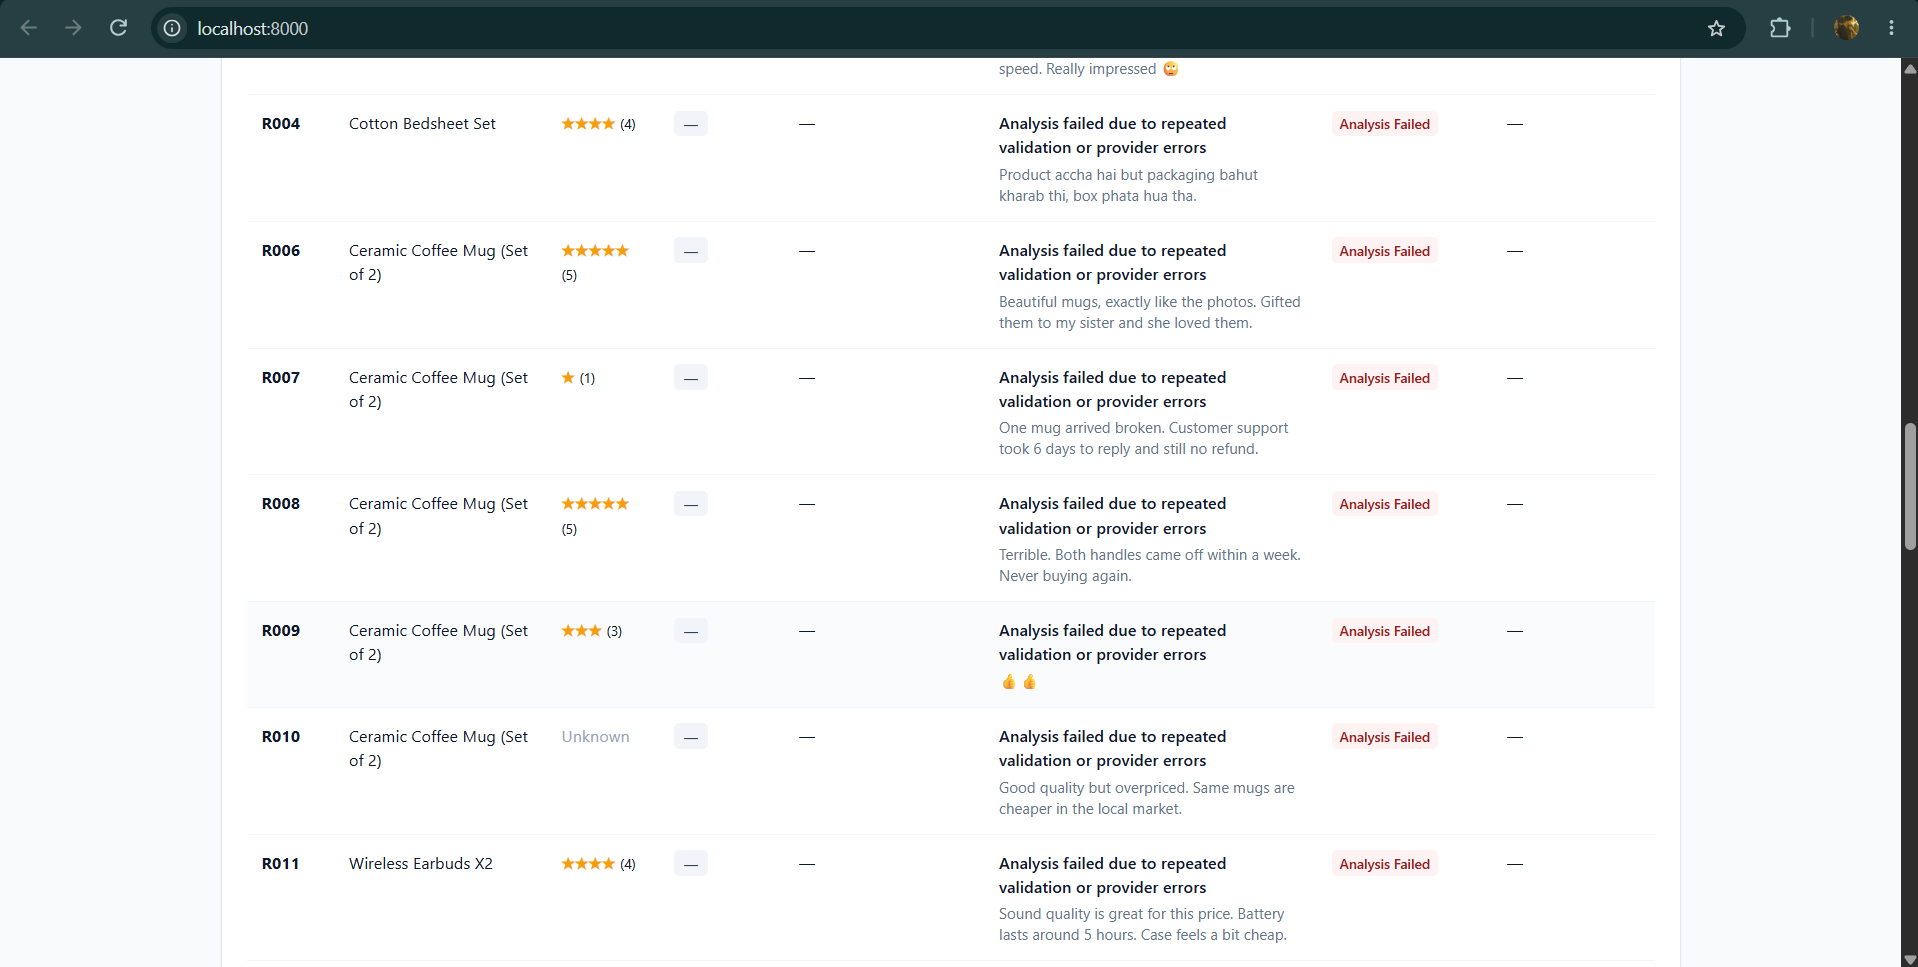 localhost:8000
speed. Really impressed 🙄
R004 Cotton Bedsheet Set ★★★★ (4) — — Analysis failed due to repeated Analysis Failed —
validation or provider errors
Product accha hai but packaging bahut
kharab thi, box phata hua tha.
R006 Ceramic Coffee Mug (Set ★★★★★ — — Analysis failed due to repeated Analysis Failed —
of 2) (5) validation or provider errors
Beautiful mugs, exactly like the photos. Gifted
them to my sister and she loved them.
R007 Ceramic Coffee Mug (Set ★ (1) — — Analysis failed due to repeated Analysis Failed —
of 2) validation or provider errors
One mug arrived broken. Customer support
took 6 days to reply and still no refund.
R008 Ceramic Coffee Mug (Set ★★★★★ — — Analysis failed due to repeated Analysis Failed —
of 2) (5) validation or provider errors
Terrible. Both handles came off within a week.
Never buying again.
R009 Ceramic Coffee Mug (Set ★★★ (3) — — Analysis failed due to repeated Analysis Failed —
of 2) validation or provider errors
👍 👍
R010 Ceramic Coffee Mug (Set Unknown — — Analysis failed due to repeated Analysis Failed —
of 2) validation or provider errors
Good quality but overpriced. Same mugs are
cheaper in the local market.
R011 Wireless Earbuds X2 ★★★★ (4) — — Analysis failed due to repeated Analysis Failed —
validation or provider errors
Sound quality is great for this price. Battery
lasts around 5 hours. Case feels a bit cheap.